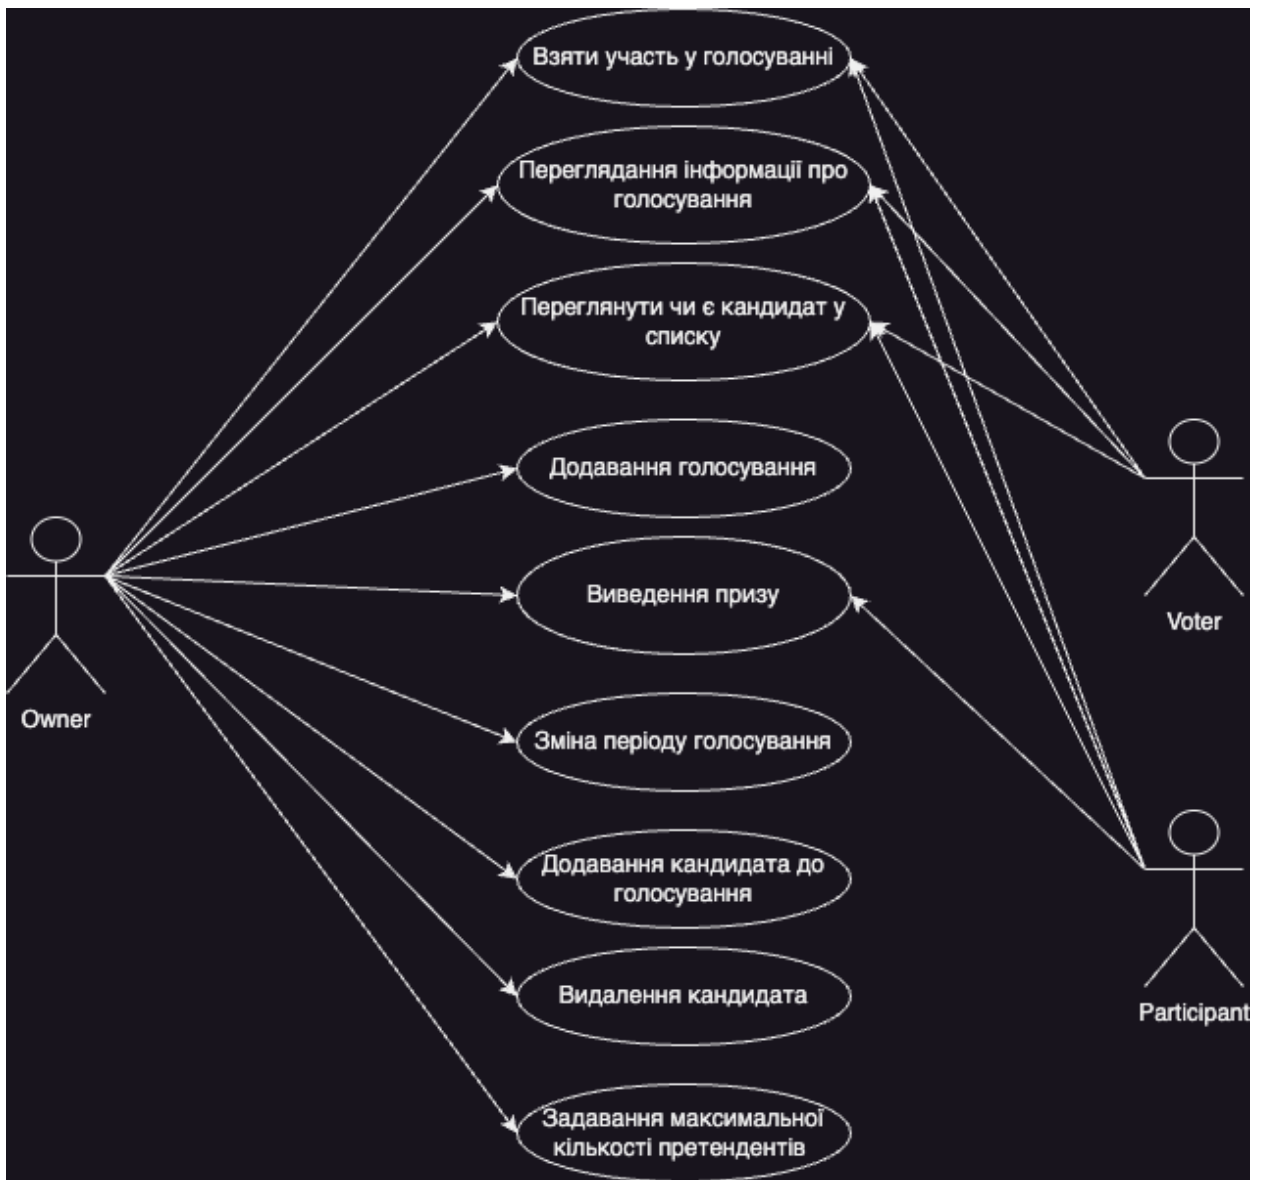 Взяти участь у голосуванні
Переглядання інформації про
голосування
Переглянути чи є кандидат у
списку
Додавання голосування
Виведення призу
Voter
Owner
Зміна періоду голосування
Додавання кандидата до
голосування
Видалення кандидата
Participant
Задавання максимальної
кількості претендентів